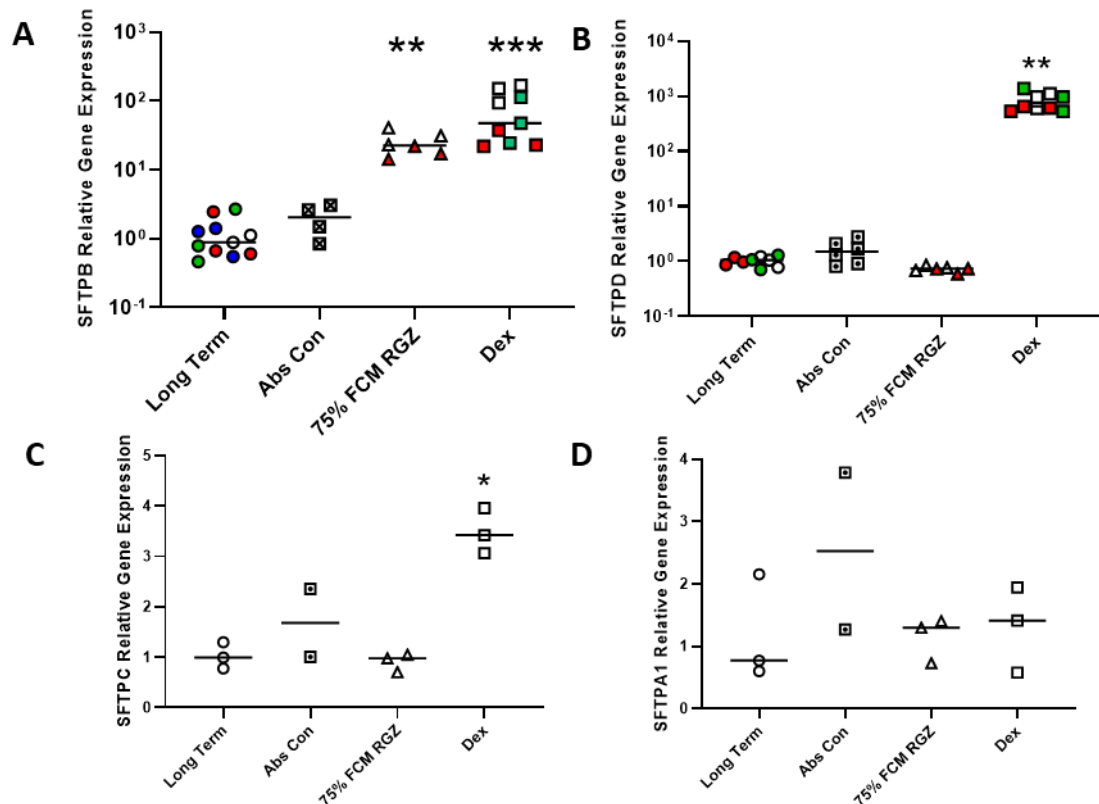 A
SFTPB Relative Gene Expression
10³
10²
10¹
10⁰
10⁻¹
**
***
Long Term
Abs Con
75% FCM RGZ
Dex
B
SFTPD Relative Gene Expression
10⁴
10³
10²
10¹
10⁰
10⁻¹
**
Long Term
Abs Con
75% FCM RGZ
Dex
C
SFTPC Relative Gene Expression
5
4
3
2
1
0
*
Long Term
Abs Con
75% FCM RGZ
Dex
D
SFTPA1 Relative Gene Expression
4
3
2
1
0
Long Term
Abs Con
75% FCM RGZ
Dex